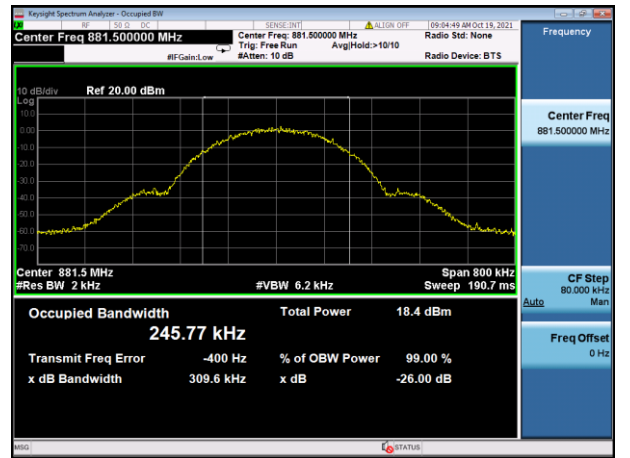 Keysight Spectrum Analyzer - Occupied BW
RF 50 Ω DC SENSE:INT ALIGN OFF 09:04:49 AM Oct 19, 2021
Center Freq 881.500000 MHz
Center Freq: 881.500000 MHz Radio Std: None
Trig: Free Run Avg|Hold:>10/10
#IFGain:Low #Atten: 10 dB Radio Device: BTS
Frequency
10 dB/div Ref 20.00 dBm
Log
10.0
0.00
-10.0
-20.0
-30.0
-40.0
-50.0
-60.0
-70.0
Center 881.5 MHz Span 800 kHz
#Res BW 2 kHz #VBW 6.2 kHz Sweep 190.7 ms
Center Freq
881.500000 MHz
CF Step
80.000 kHz
Auto Man
Freq Offset
0 Hz
Occupied Bandwidth Total Power 18.4 dBm
245.77 kHz
Transmit Freq Error -400 Hz % of OBW Power 99.00 %
x dB Bandwidth 309.6 kHz x dB -26.00 dB
MSG STATUS